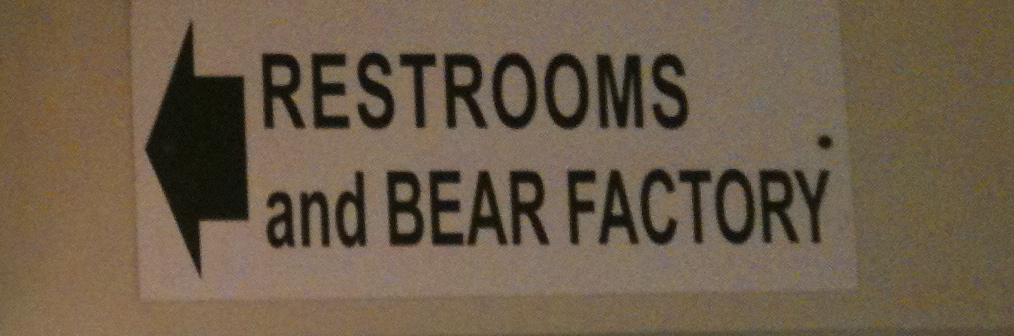 RESTROOMS
and BEAR FACTORY